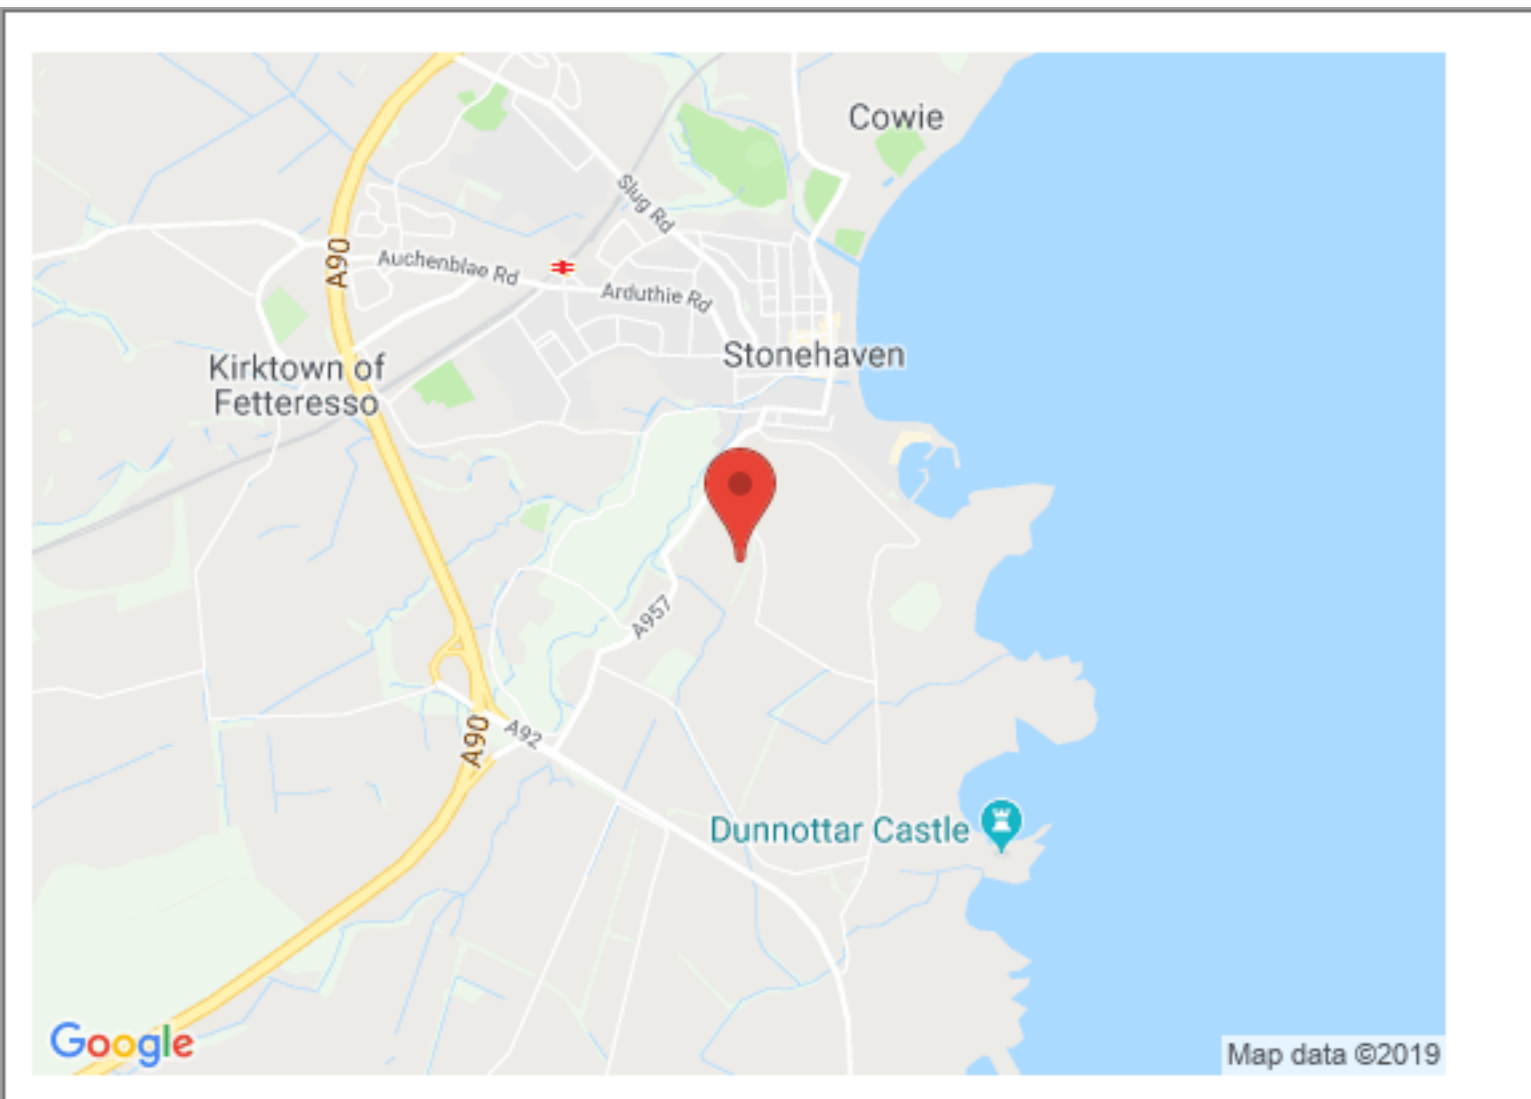 Cowie
Slug Rd
A90
Auchenblae Rd
Arduthie Rd
Stonehaven
Kirktown of
Fetteresso
A957
A90
A92
Dunnottar Castle
Google
Map data ©2019